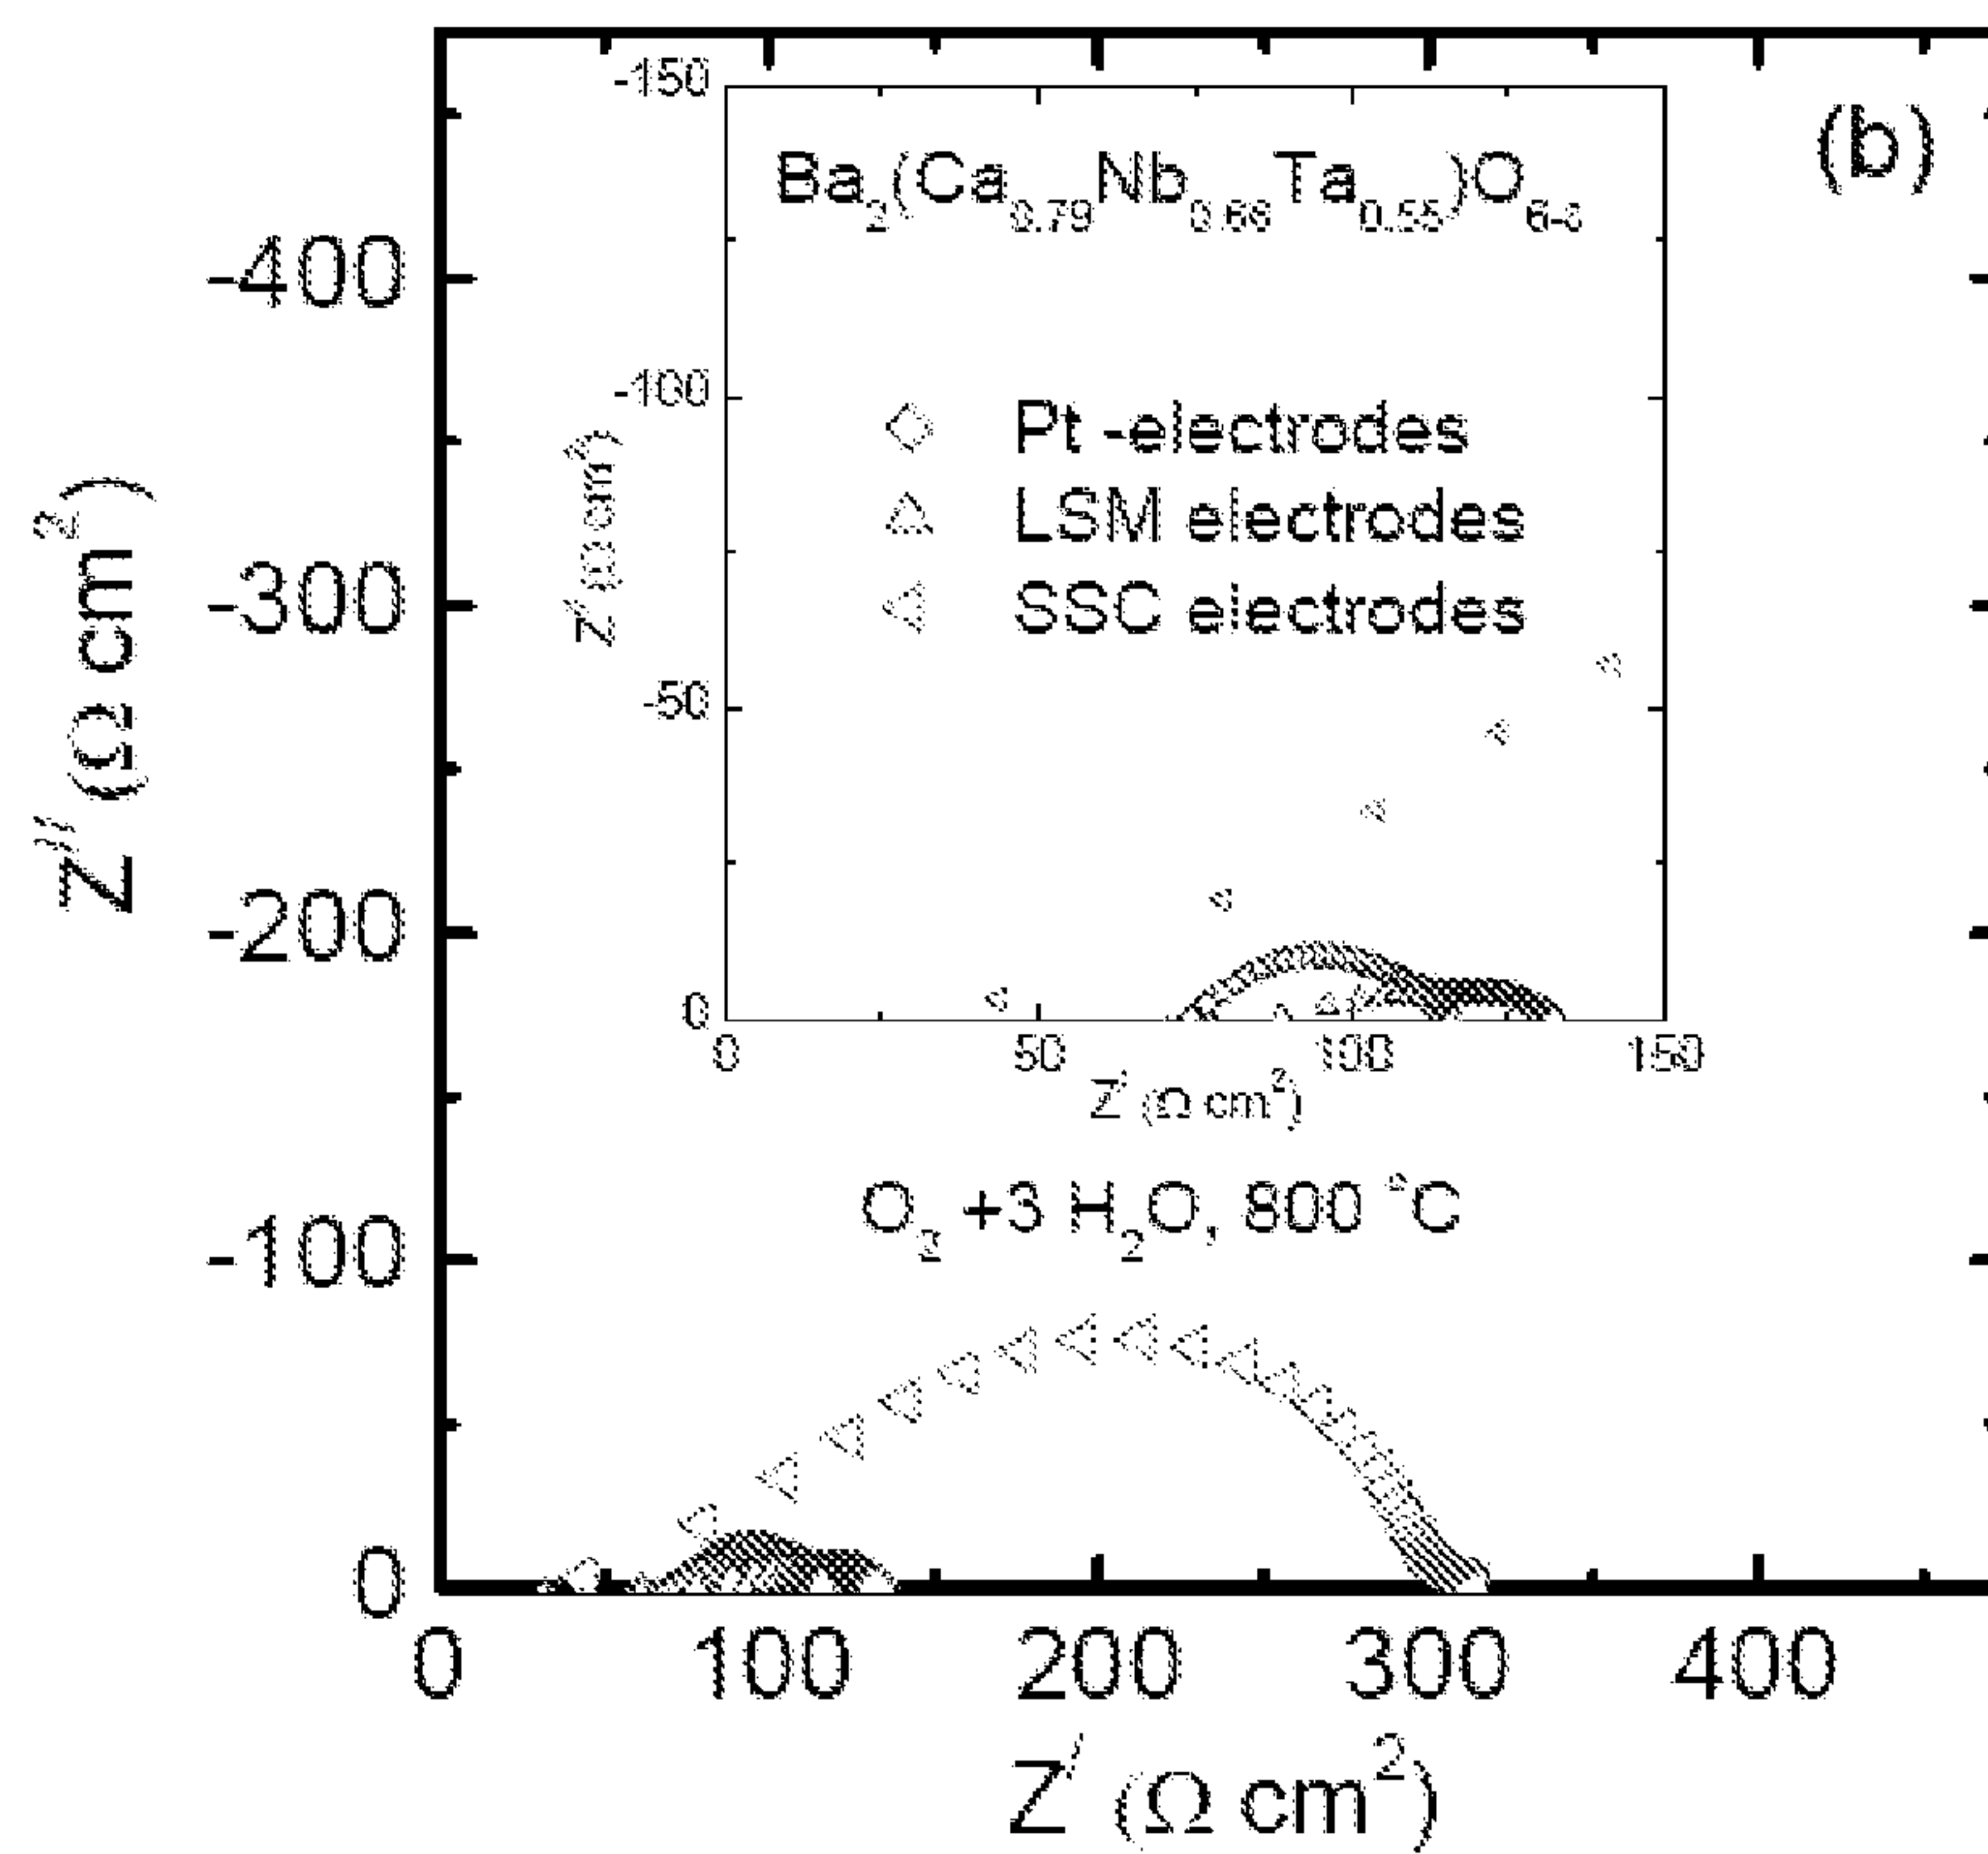 (b)
Ba2(Ca0.79Nb0.66Ta0.55)O6-δ
Pt -electrodes
LSM electrodes
SSC electrodes
-150
-100
-50
0
Z'' (Ω cm²)
0 50 100 150
Z' (Ω cm²)
O2 +3 H2O, 800 °C
-400
-300
-200
-100
0
Z'' (Ω cm²)
0 100 200 300 400
Z' (Ω cm²)